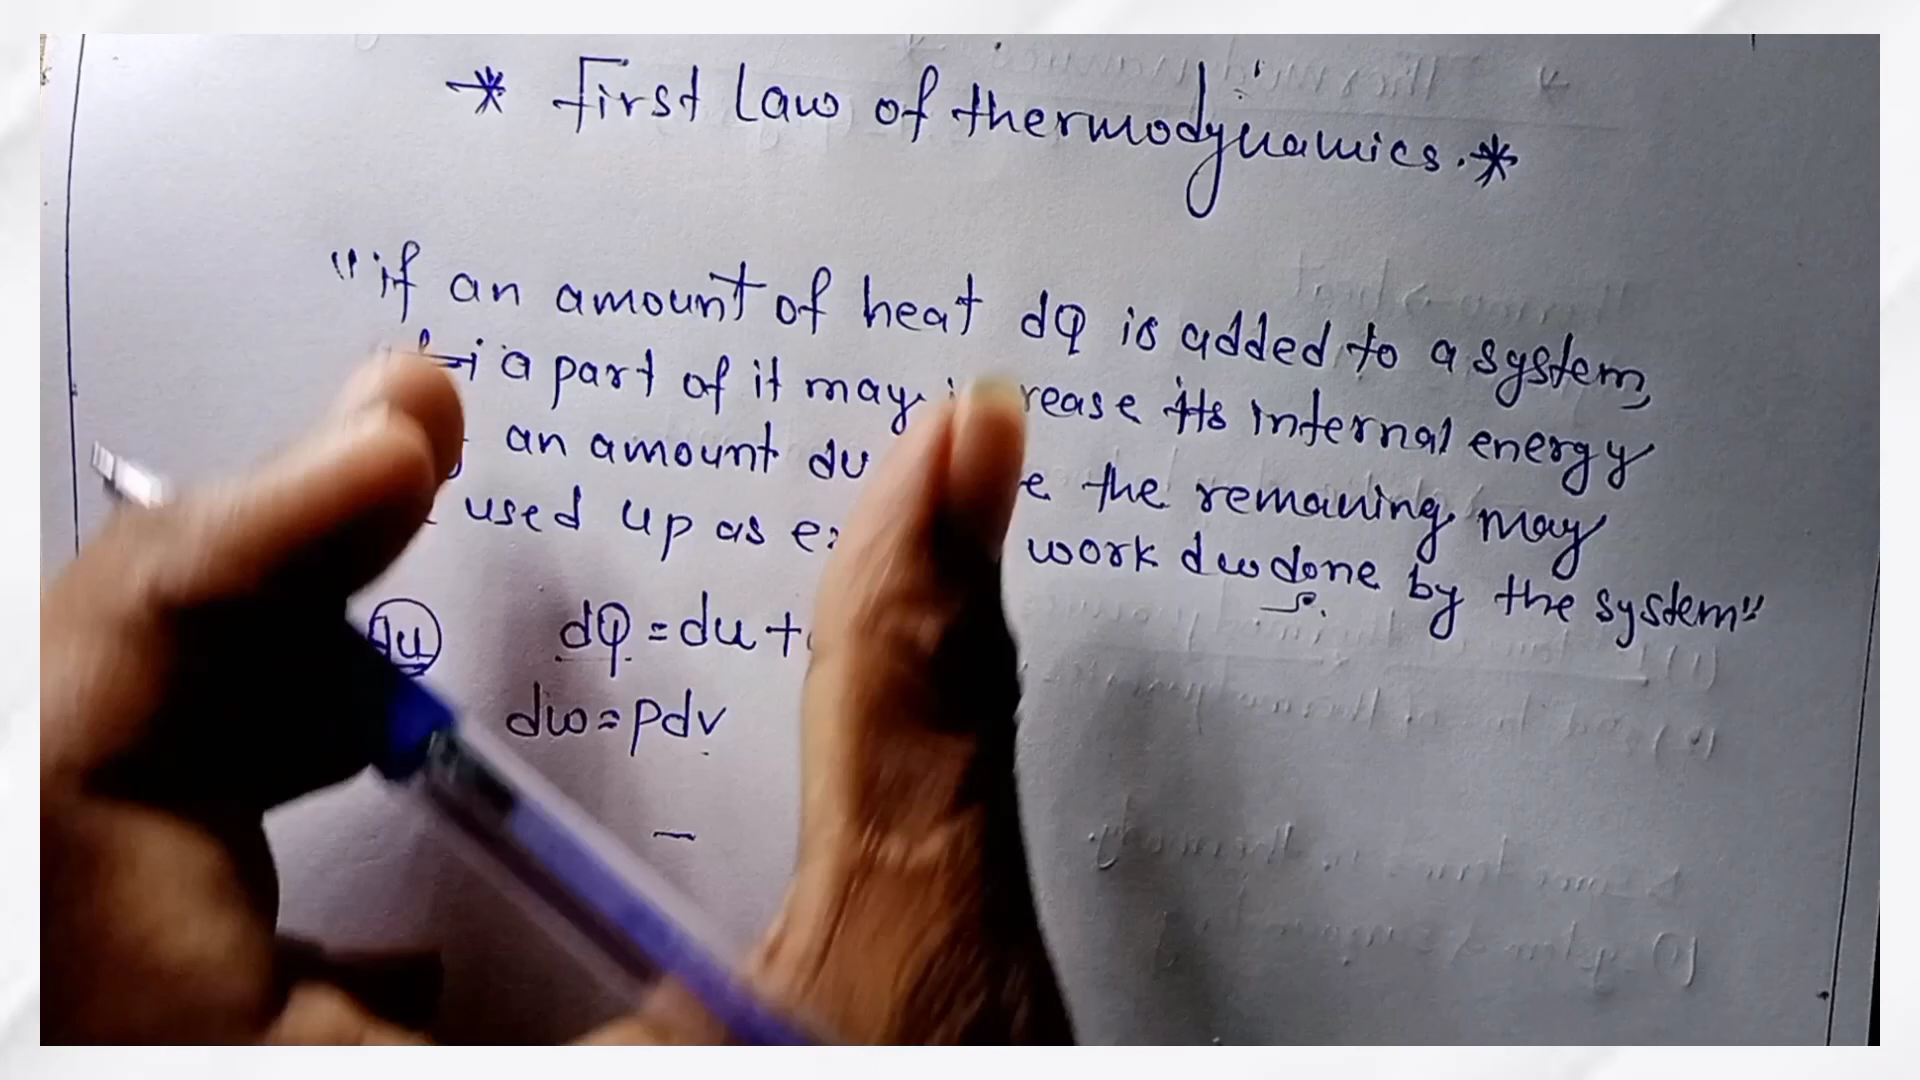 * First Law of thermodynamics.*
"if an amount of heat dQ is added to a system,
a part of it may its internal energy
an amount du the remaning may
used up as work dw done by the system"
du dQ = du +
dw = pdv